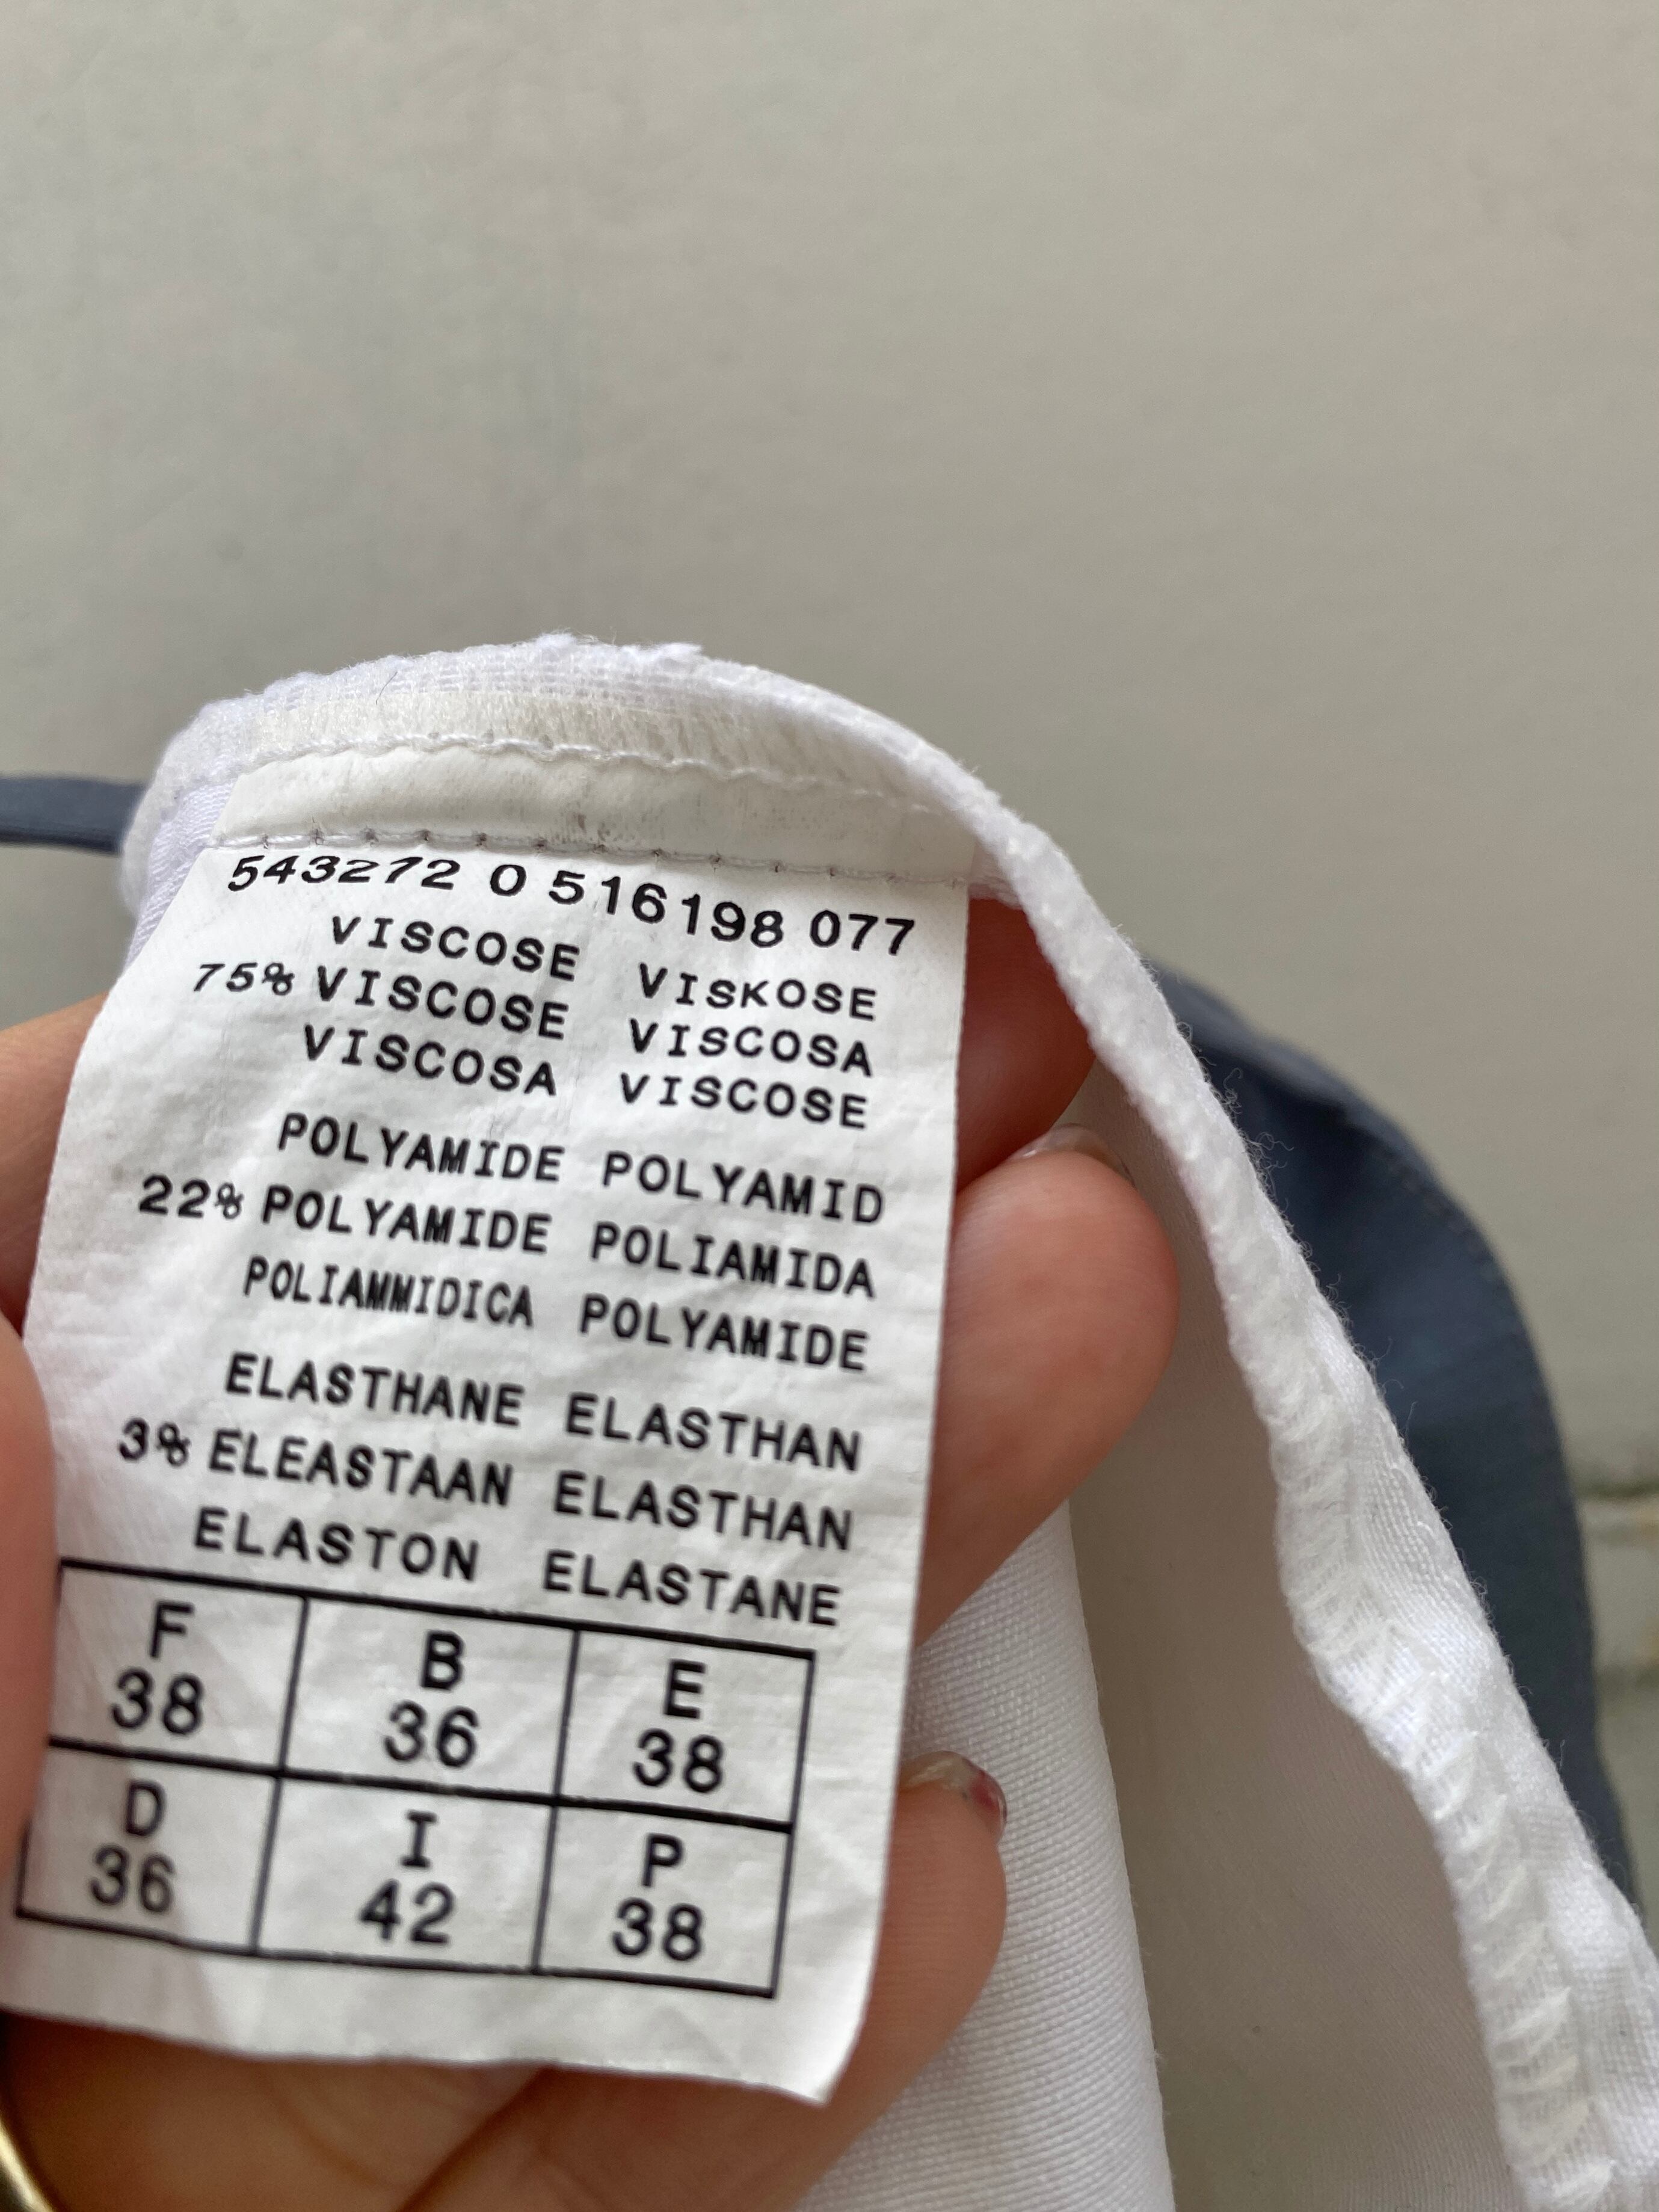 543272 0 516198 077
VISCOSE VISKOSE
75% VISCOSE VISCOSA
VISCOSA VISCOSE
POLYAMIDE POLYAMID
22% POLYAMIDE POLIAMIDA
POLIAMMIDICA POLYAMIDE
ELASTHANE ELASTHAN
3% ELEASTAAN ELASTHAN
ELASTON ELASTANE
F B E
38 36 38
D I P
36 42 38